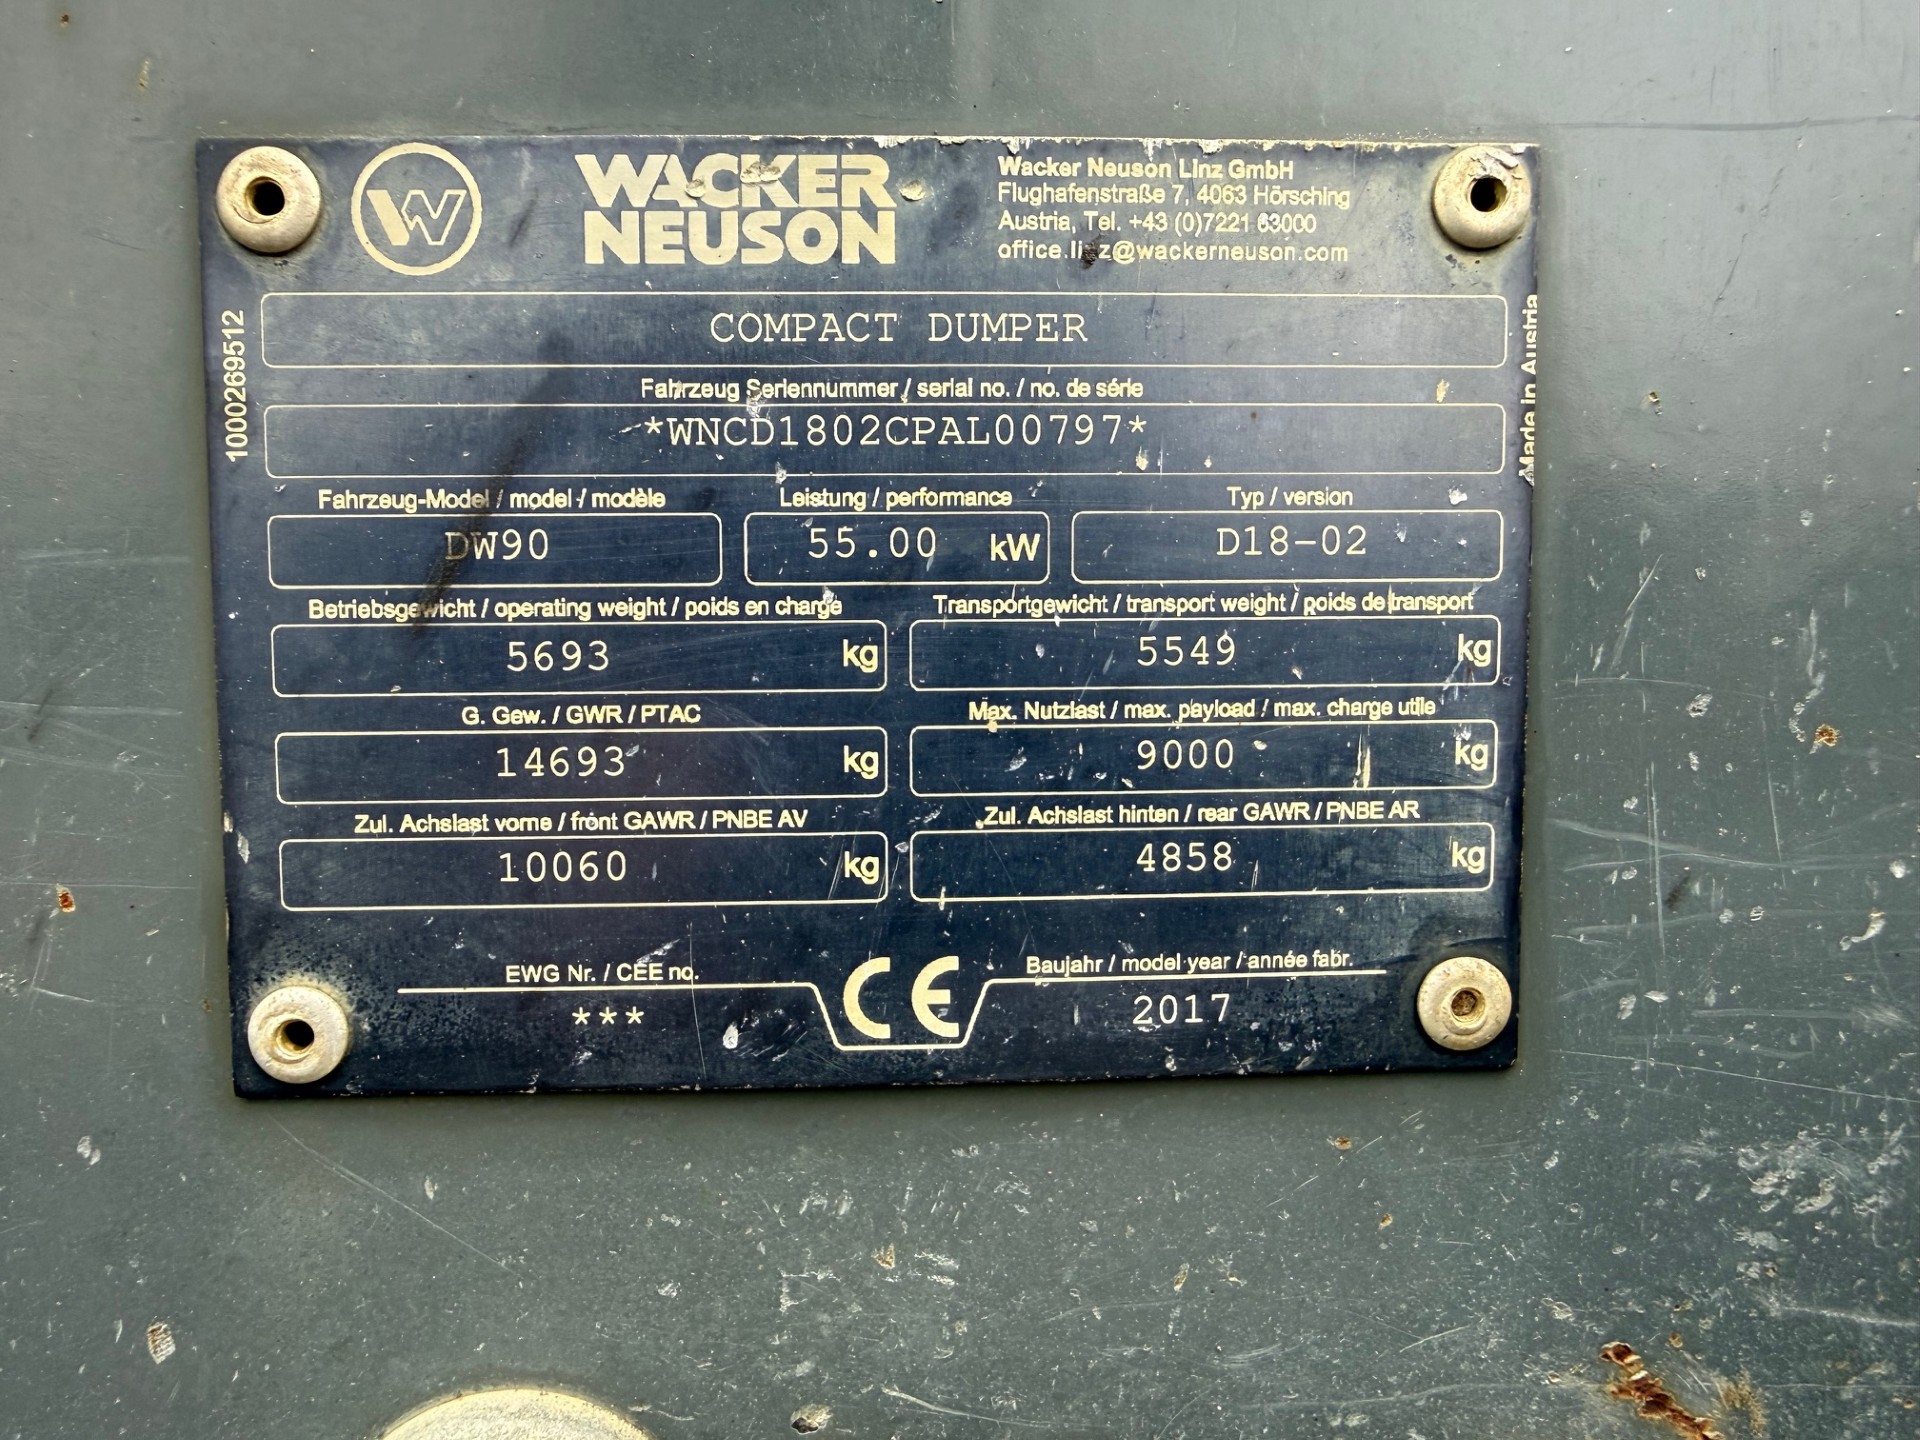 W
WACKER
NEUSON
Wacker Neuson Linz GmbH
Flughafenstraße 7, 4063 Hörsching
Austria, Tel. +43 (0)7221 63000
office.linz@wackerneuson.com
1000269512
COMPACT DUMPER
Made in Austria
Fahrzeug Seriennummer / serial no. / no. de série
*WNCD1802CPAL00797*
Fahrzeug-Model / model / modèle
DW90
Leistung / performance
55.00 kW
Typ / version
D18-02
Betriebsgewicht / operating weight / poids en charge
5693 kg
Transportgewicht / transport weight / poids de transport
5549 kg
G. Gew. / GWR / PTAC
14693 kg
Max. Nutzlast / max. payload / max. charge utile
9000 kg
Zul. Achslast vorne / front GAWR / PNBE AV
10060 kg
Zul. Achslast hinten / rear GAWR / PNBE AR
4858 kg
EWG Nr. / CEE no.
***
CE
Baujahr / model year / année fabr.
2017